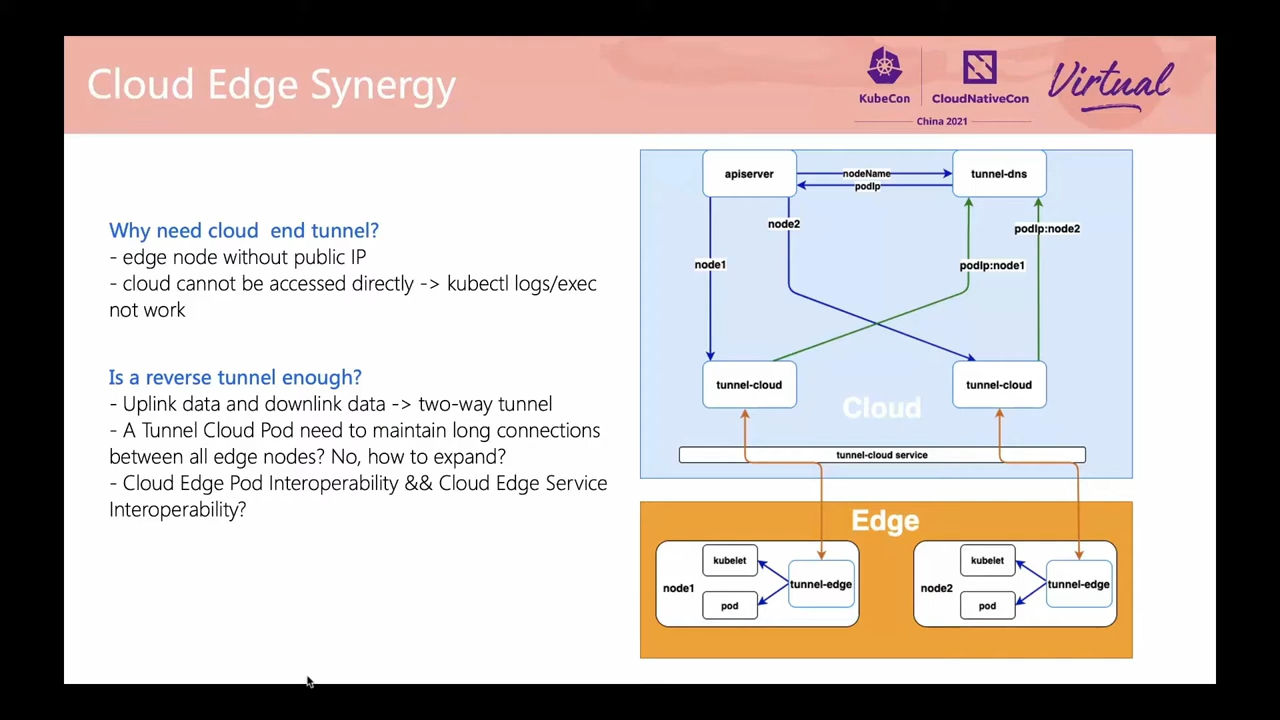 Cloud Edge Synergy
KubeCon
CloudNativeCon
China 2021
Virtual
Why need cloud end tunnel?
- edge node without public IP
- cloud cannot be accessed directly -> kubectl logs/exec
not work
Is a reverse tunnel enough?
- Uplink data and downlink data -> two-way tunnel
- A Tunnel Cloud Pod need to maintain long connections
between all edge nodes? No, how to expand?
- Cloud Edge Pod Interoperability && Cloud Edge Service
Interoperability?
apiserver
nodeName
podIp
tunnel-dns
node2
podIp:node2
node1
podIp:node1
tunnel-cloud
tunnel-cloud
Cloud
tunnel-cloud service
Edge
kubelet
node1
tunnel-edge
pod
kubelet
node2
tunnel-edge
pod